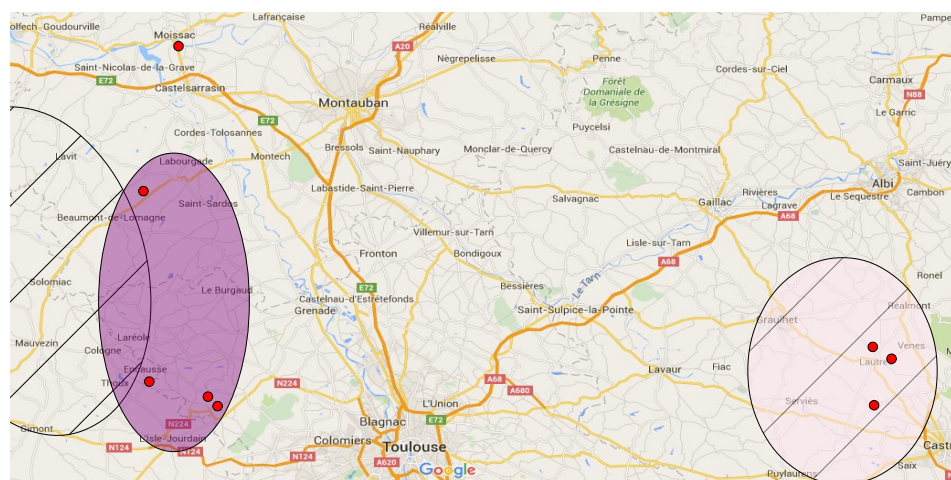 olfech
Goudourville
Lafrançaise
Réalville
Pampe
Moissac
A20
Nègrepelisse
Penne
Saint-Nicolas-de-la-Grave
E72
Castelsarrasin
Cordes-sur-Ciel
Carmaux
N88
Forêt
Domaniale de
la Grésigne
Montauban
Le Garric
E72
Puycelsi
Cordes-Tolosannes
Bressols
Saint-Nauphary
Monclar-de-Quercy
Castelnau-de-Montmiral
Lavit
Labourgade
Montech
Saint-Juéry
Albi
Labastide-Saint-Pierre
Rivières
Cambon
Le Sequestre
Saint-Sardos
Salvagnac
Gaillac
Lagrave
A68
Beaumont-de-Lomagne
Villemur-sur-Tarn
Lisle-sur-Tarn
Fronton
Bondigoux
A68
Solomiac
Le Burgaud
E72
Bessières
Le Tarn
Ronel
Castelnau-d'Estrétefonds
Grenade
Saint-Sulpice-la-Pointe
Réalmont
Graulhet
Laréole
Mauvezin
Cologne
Venes
Lautrec
Encausse
Thoux
Lavaur
Fiac
A68
N224
A680
L'Union
Serviès
Gimont
N224
Blagnac
E72
L'Isle-Jourdain
Colomiers
N124
N124
N124
Toulouse
Castr
A620
Google
Saix
Puylaurens